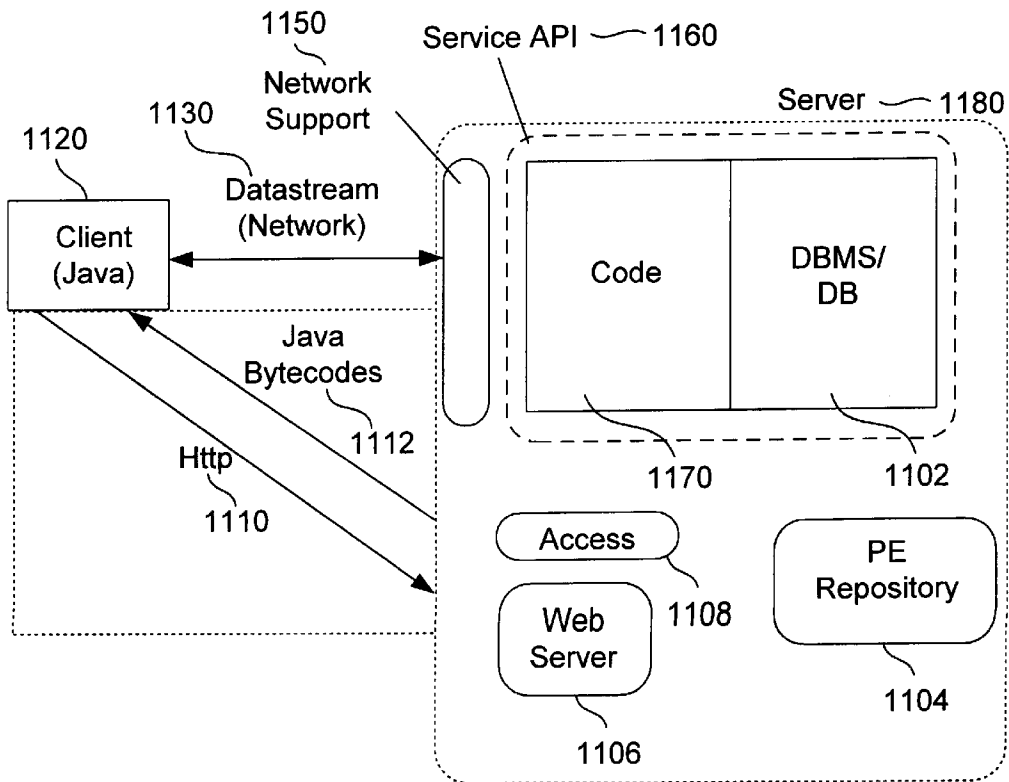 1150
Service API
1160
Network
Support
Server
1180
1130
1120
Datastream
(Network)
Client
(Java)
Code
DBMS/
DB
Java
Bytecodes
1112
Http
1110
1170
1102
Access
1108
PE
Repository
Web
Server
1104
1106